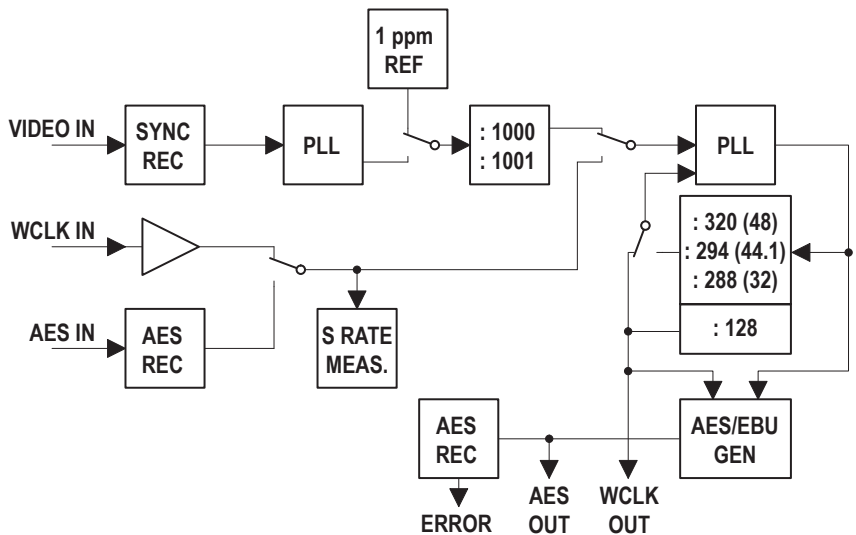 1 ppm
REF
VIDEO IN
SYNC
REC
PLL
: 1000
: 1001
PLL
WCLK IN
: 320 (48)
: 294 (44.1)
: 288 (32)
: 128
AES IN
AES
REC
S RATE
MEAS.
AES
REC
AES/EBU
GEN
ERROR
AES
OUT
WCLK
OUT